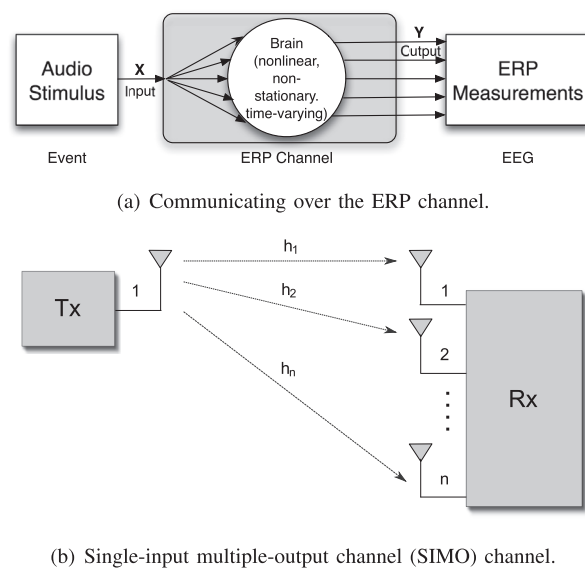 Audio
Stimulus
X
Input
Brain
(nonlinear,
non-
stationary.
time-varying)
Y
Cutput
ERP
Measurements
Event
ERP Channel
EEG
(a) Communicating over the ERP channel.
Tx
1
h1
h2
hn
1
2
n
Rx
(b) Single-input multiple-output channel (SIMO) channel.